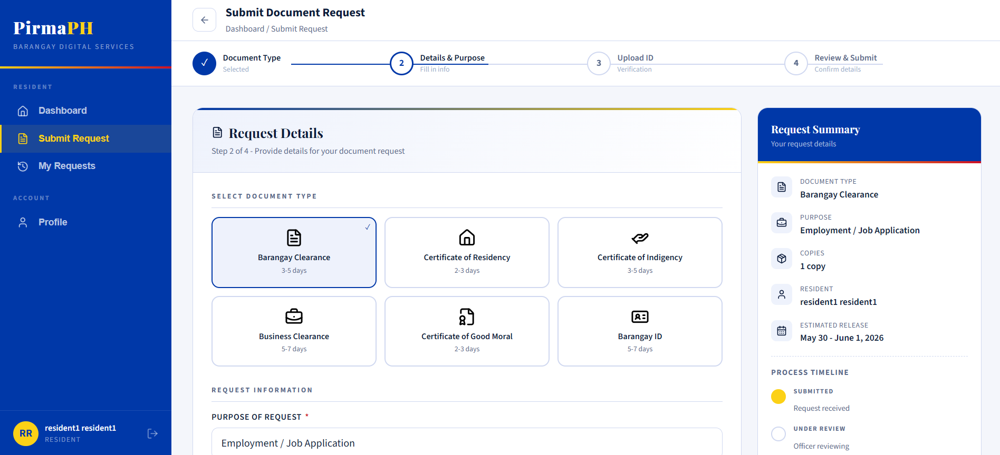 PirmaPH
BARANGAY DIGITAL SERVICES
RESIDENT
Dashboard
Submit Request
My Requests
ACCOUNT
Profile
RR
resident1 resident1
RESIDENT
Submit Document Request
Dashboard / Submit Request
✓
Document Type
Selected
2
Details & Purpose
Fill in info
3
Upload ID
Verification
4
Review & Submit
Confirm details
Request Details
Step 2 of 4 - Provide details for your document request
SELECT DOCUMENT TYPE
✓
Barangay Clearance
3-5 days
Certificate of Residency
2-3 days
Certificate of Indigency
3-5 days
Business Clearance
5-7 days
Certificate of Good Moral
2-3 days
Barangay ID
5-7 days
REQUEST INFORMATION
PURPOSE OF REQUEST *
Employment / Job Application
Request Summary
Your request details
DOCUMENT TYPE
Barangay Clearance
PURPOSE
Employment / Job Application
COPIES
1 copy
RESIDENT
resident1 resident1
ESTIMATED RELEASE
May 30 - June 1, 2026
PROCESS TIMELINE
SUBMITTED
Request received
UNDER REVIEW
Officer reviewing